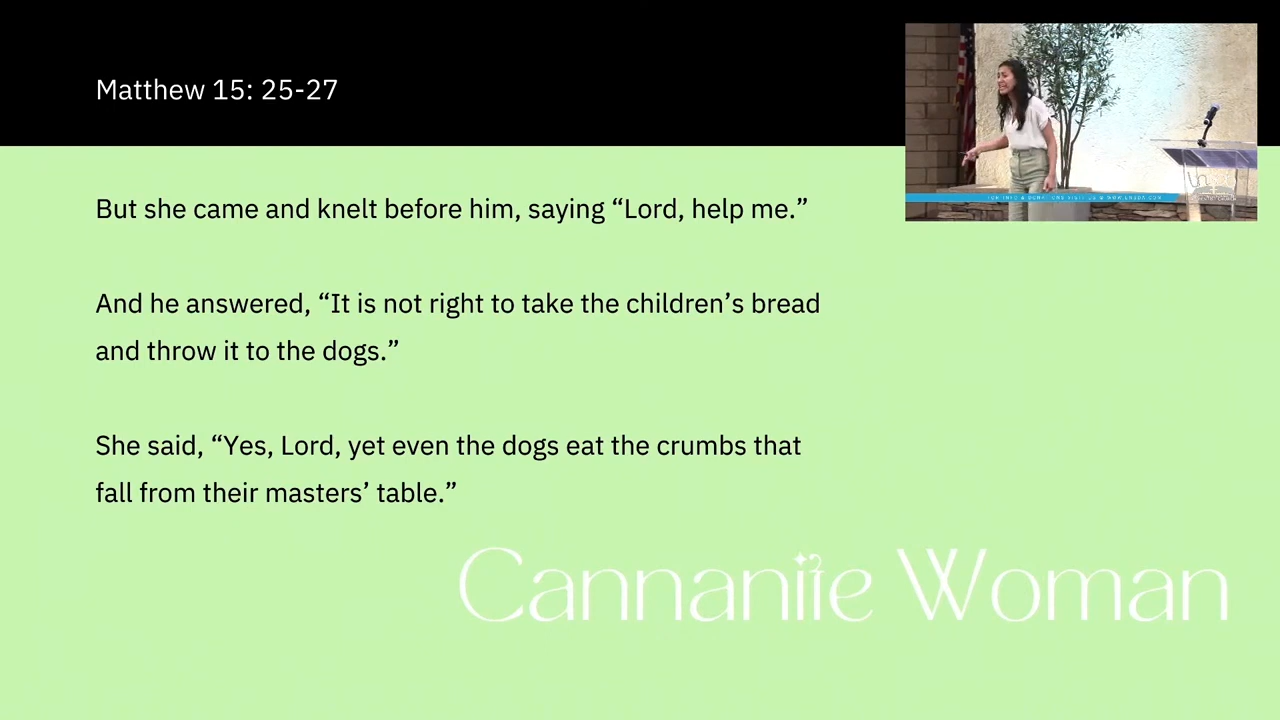 Matthew 15: 25-27
But she came and knelt before him, saying “Lord, help me.”
And he answered, “It is not right to take the children’s bread
and throw it to the dogs.”
She said, “Yes, Lord, yet even the dogs eat the crumbs that
fall from their masters’ table.”
Cannanite Woman